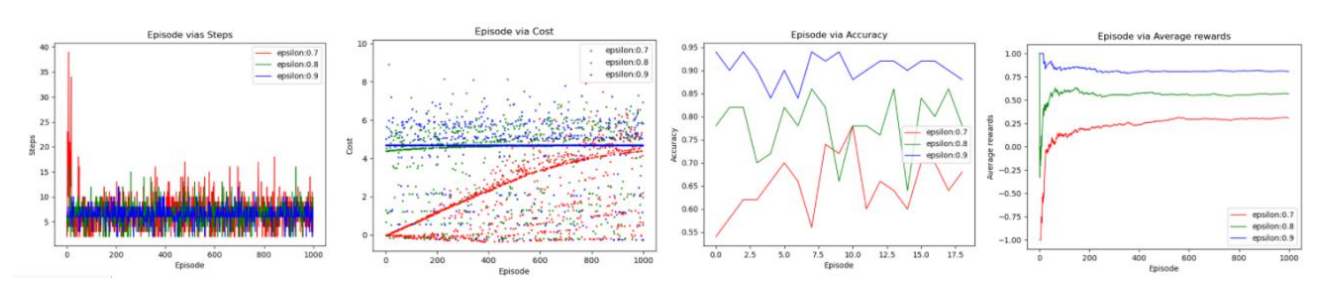 Episode vias Steps
40
35
30
25
20
15
10
5
Steps
0
200
400
600
800
1000
Episode
epsilon:0.7
epsilon:0.8
epsilon:0.9
Episode via Cost
10
8
6
4
2
0
Cost
0
200
400
600
800
1000
Episode
epsilon:0.7
epsilon:0.8
epsilon:0.9
Episode via Accuracy
0.95
0.90
0.85
0.80
0.75
0.70
0.65
0.60
0.55
Accuracy
0.0
2.5
5.0
7.5
10.0
12.5
15.0
17.5
Episode
epsilon:0.7
epsilon:0.8
epsilon:0.9
Episode via Average rewards
1.00
0.75
0.50
0.25
0.00
−0.25
−0.50
−0.75
−1.00
Average rewards
0
200
400
600
800
1000
Episode
epsilon:0.7
epsilon:0.8
epsilon:0.9